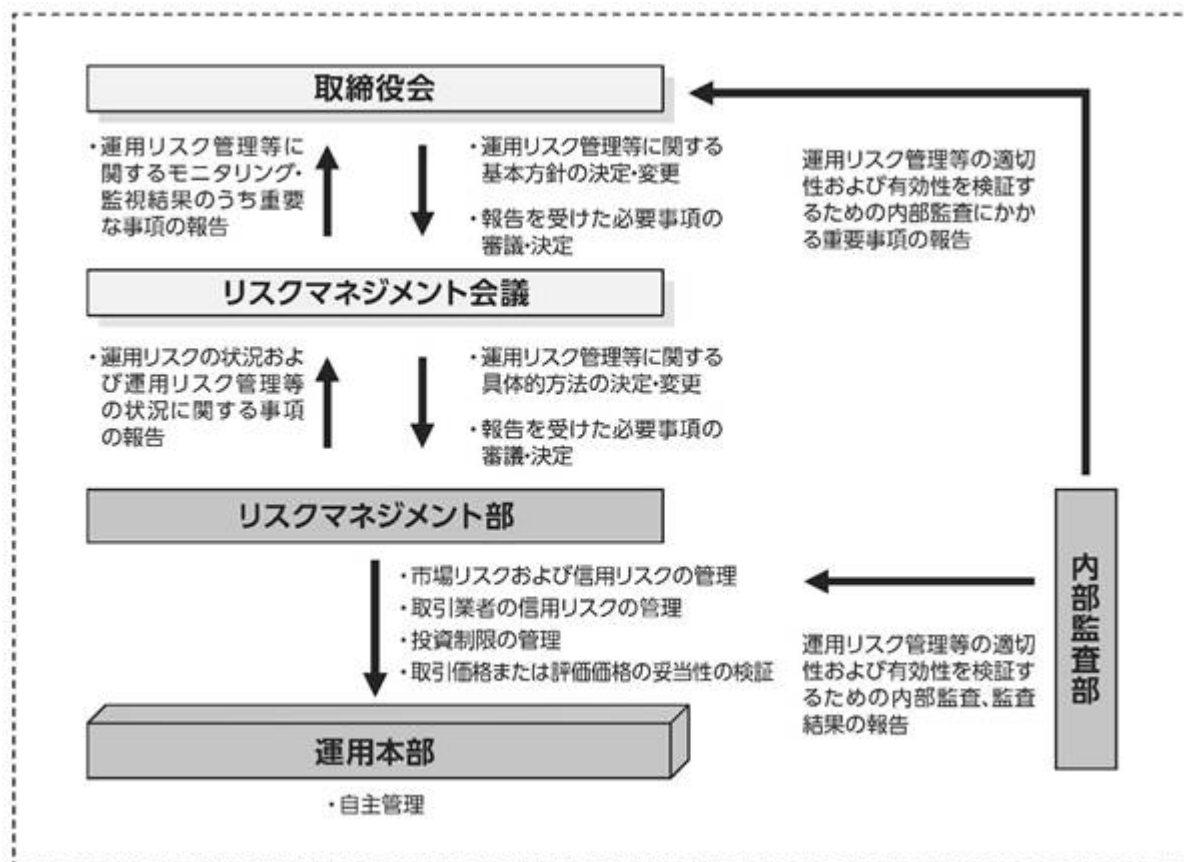 取締役会
・運用リスク管理等に
関するモニタリング・
監視結果のうち重要
な事項の報告
・運用リスク管理等に関する
基本方針の決定・変更
・報告を受けた必要事項の
審議・決定
運用リスク管理等の適切
性および有効性を検証す
るための内部監査にかか
る重要事項の報告
リスクマネジメント会議
・運用リスクの状況およ
び運用リスク管理等
の状況に関する事項
の報告
・運用リスク管理等に関する
具体的方法の決定・変更
・報告を受けた必要事項の
審議・決定
リスクマネジメント部
・市場リスクおよび信用リスクの管理
・取引業者の信用リスクの管理
・投資制限の管理
・取引価格または評価価格の妥当性の検証
運用リスク管理等の適切
性および有効性を検証す
るための内部監査、監査
結果の報告
内部監査部
運用本部
・自主管理